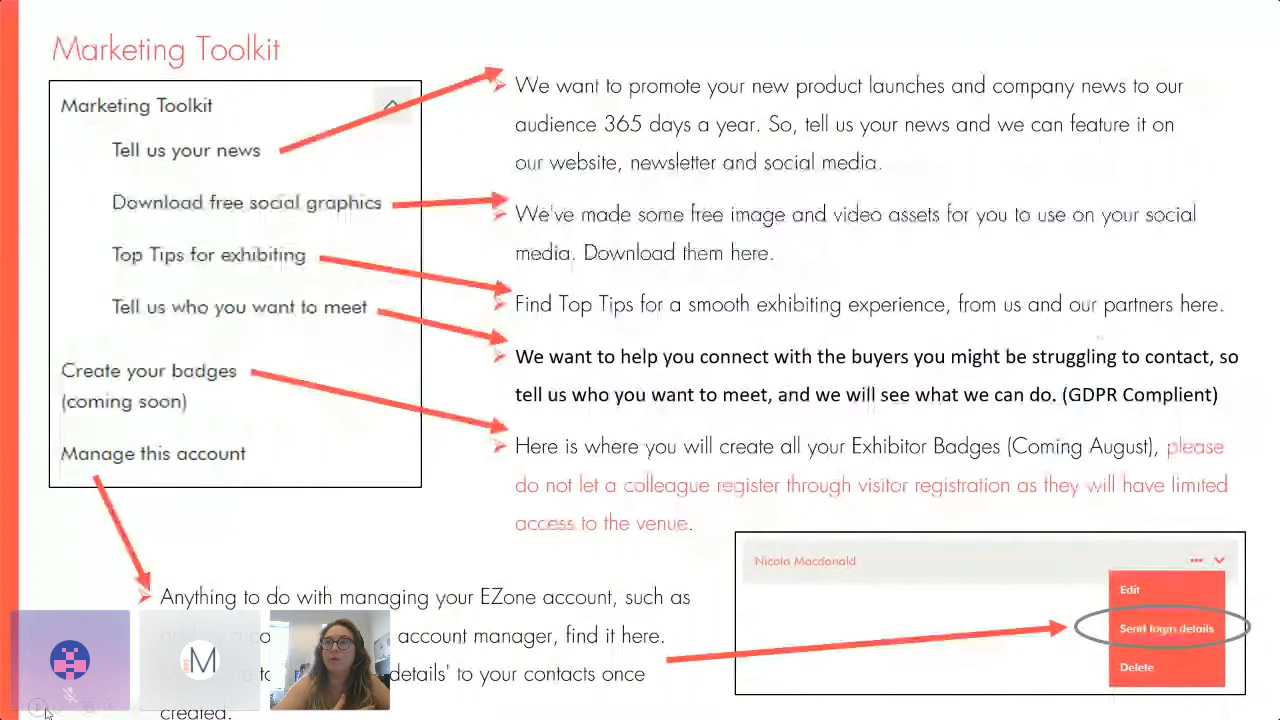 Marketing Toolkit
Marketing Toolkit
Tell us your news
Download free social graphics
Top Tips for exhibiting
Tell us who you want to meet
Create your badges
(coming soon)
Manage this account
We want to promote your new product launches and company news to our
audience 365 days a year. So, tell us your news and we can feature it on
our website, newsletter and social media.
We've made some free image and video assets for you to use on your social
media. Download them here.
Find Top Tips for a smooth exhibiting experience, from us and our partners here.
We want to help you connect with the buyers you might be struggling to contact, so
tell us who you want to meet, and we will see what we can do. (GDPR Complient)
Here is where you will create all your Exhibitor Badges (Coming August), please
do not let a colleague register through visitor registration as they will have limited
access to the venue.
Anything to do with managing your EZone account, such as
account manager, find it here.
details' to your contacts once
created.
Nicola Macdonald
Edit
Send login details
Delete
M